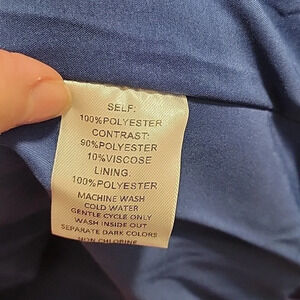 SELF:
100%POLYESTER
CONTRAST:
90%POLYESTER
10%VISCOSE
LINING:
100%POLYESTER
MACHINE WASH
COLD WATER
GENTLE CYCLE ONLY
WASH INSIDE OUT
SEPARATE DARK COLORS
NON CHLORINE